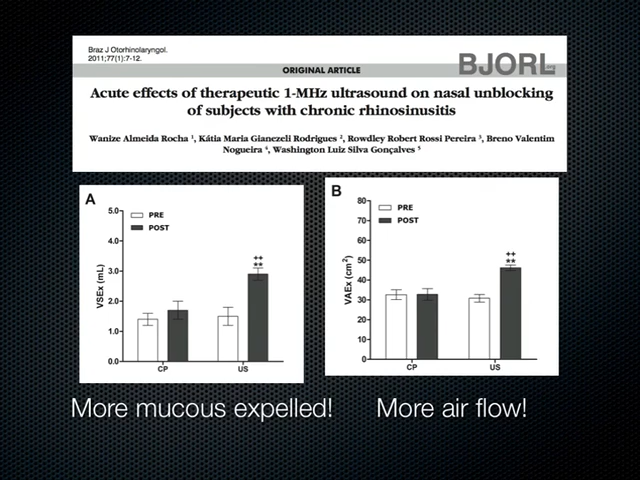 Braz J Otorhinolaryngol.
2011;77(1):7-12.
BJORL
ORIGINAL ARTICLE
Acute effects of therapeutic 1-MHz ultrasound on nasal unblocking
of subjects with chronic rhinosinusitis
Wanize Almeida Rocha 1, Kátia Maria Gianezeli Rodrigues 2, Rowdley Robert Rossi Pereira 3, Breno Valentim
Nogueira 4, Washington Luiz Silva Gonçalves 5
A
PRE
POST
VSEx (mL)
5.0
4.0
3.0
2.0
1.0
0.0
++
**
CP US
B
PRE
POST
VAEx (cm2)
80
70
60
50
40
30
20
10
0
++
**
CP US
More mucous expelled! More air flow!